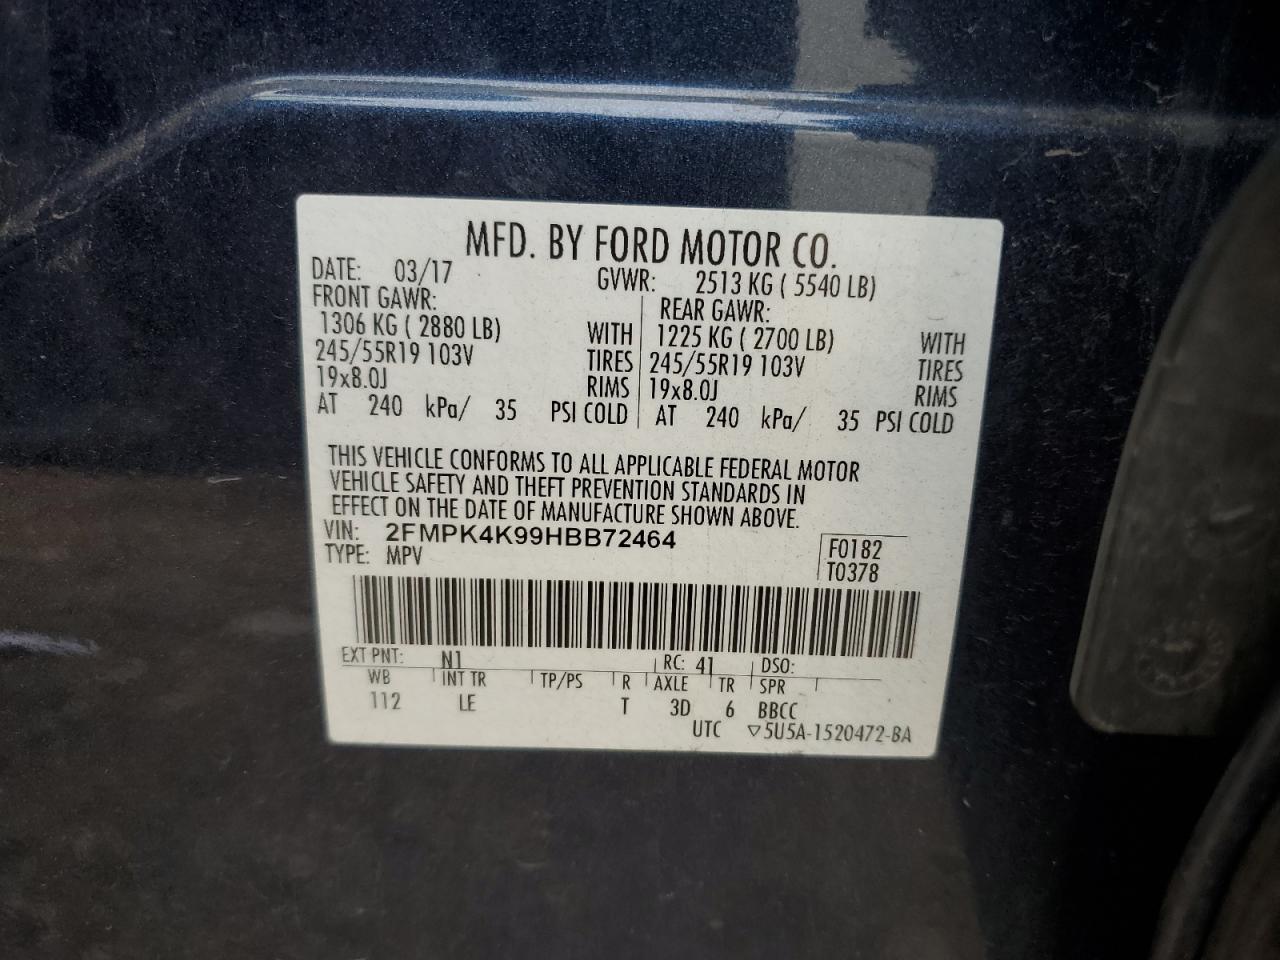 MFD. BY FORD MOTOR CO.
DATE: 03/17 GVWR: 2513 KG ( 5540 LB)
FRONT GAWR: REAR GAWR:
1306 KG ( 2880 LB) WITH 1225 KG ( 2700 LB) WITH
245/55R19 103V TIRES 245/55R19 103V TIRES
19x8.0J RIMS 19x8.0J RIMS
AT 240 kPa/ 35 PSI COLD AT 240 kPa/ 35 PSI COLD
THIS VEHICLE CONFORMS TO ALL APPLICABLE FEDERAL MOTOR
VEHICLE SAFETY AND THEFT PREVENTION STANDARDS IN
EFFECT ON THE DATE OF MANUFACTURE SHOWN ABOVE.
VIN: 2FMPK4K99HBB72464 F0182
TYPE: MPV T0378
EXT PNT: N1 RC: 41 DSO:
WB INT TR TP/PS R AXLE TR SPR
112 LE T 3D 6 BBCC
UTC ▽5U5A-1520472-BA